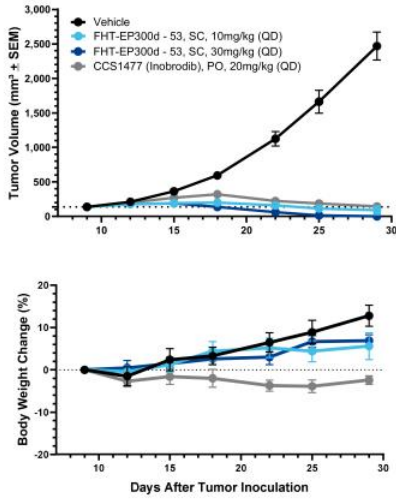 Vehicle
FHT-EP300d - 53, SC, 10mg/kg (QD)
FHT-EP300d - 53, SC, 30mg/kg (QD)
CCS1477 (Inobrodib), PO, 20mg/kg (QD)
Tumor Volume (mm³ ± SEM)
3,000
2,500
2,000
1,500
1,000
500
0
10 15 20 25 30
Body Weight Change (%)
20
10
0
-10
-20
10 15 20 25 30
Days After Tumor Inoculation